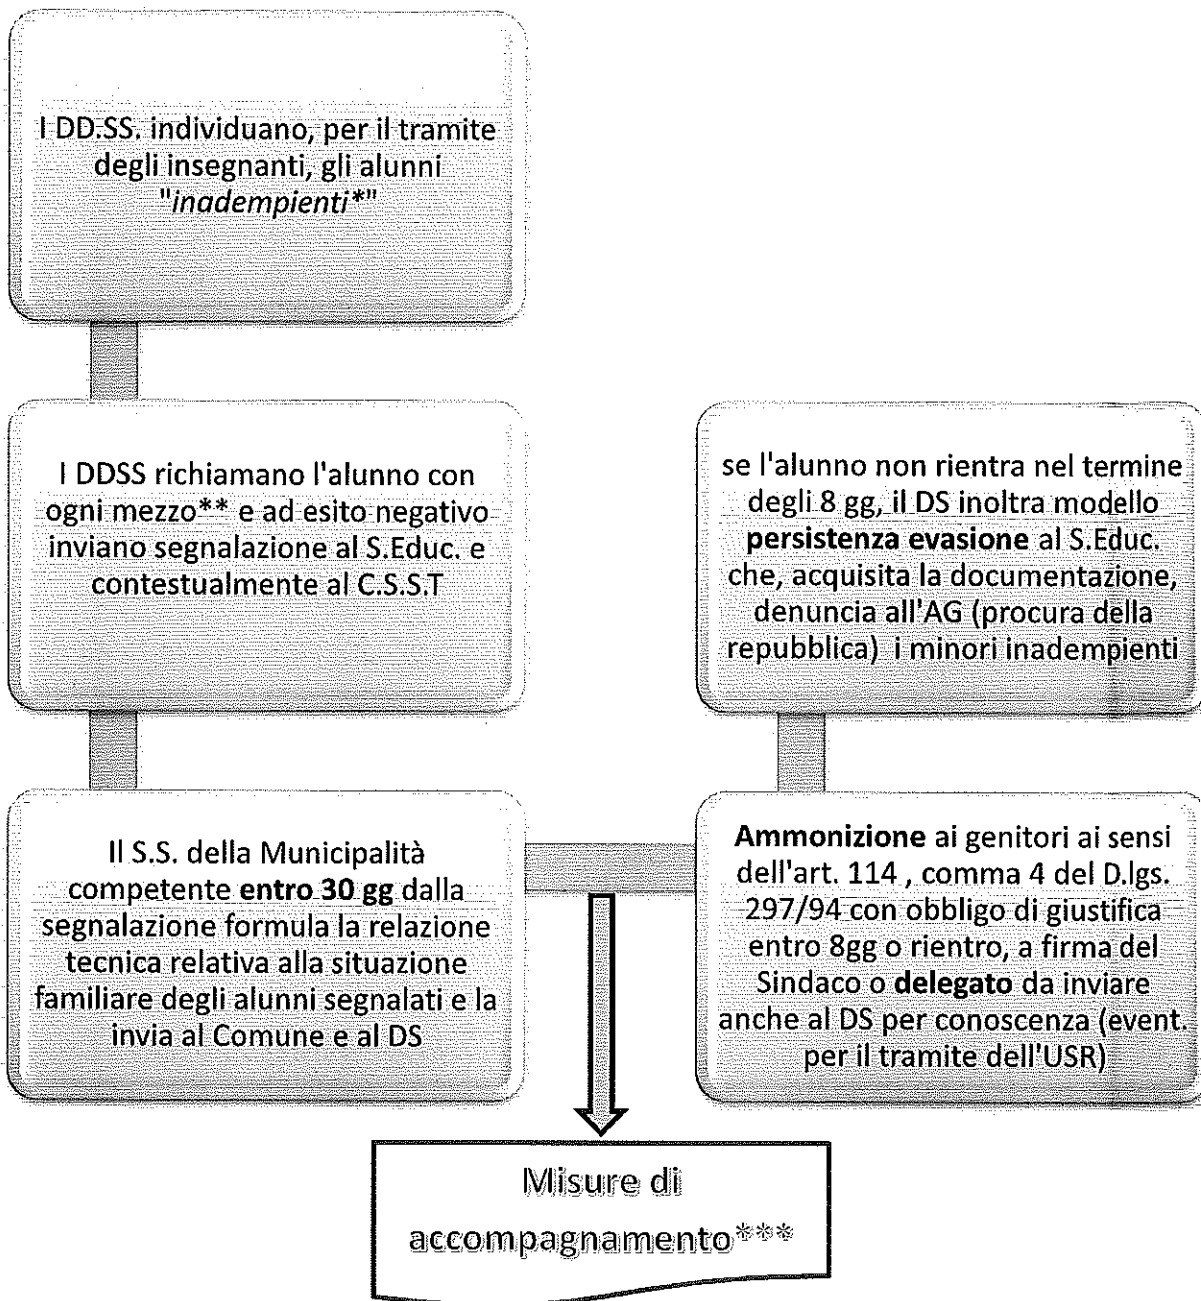 I DD.SS. individuano, per il tramite
degli insegnanti, gli alunni
"inadempienti*"
I DDSS richiamano l'alunno con
ogni mezzo** e ad esito negativo
inviano segnalazione al S.Educ. e
contestualmente al C.S.S.T
Il S.S. della Municipalità
competente entro 30 gg dalla
segnalazione formula la relazione
tecnica relativa alla situazione
familiare degli alunni segnalati e la
invia al Comune e al DS
Ammonizione ai genitori ai sensi
dell'art. 114 , comma 4 del D.lgs.
297/94 con obbligo di giustifica
entro 8gg o rientro, a firma del
Sindaco o delegato da inviare
anche al DS per conoscenza (event.
per il tramite dell'USR)
se l'alunno non rientra nel termine
degli 8 gg, il DS inoltra modello
persistenza evasione al S.Educ.
che, acquisita la documentazione,
denuncia all'AG (procura della
repubblica) i minori inadempienti
Misure di
accompagnamento***